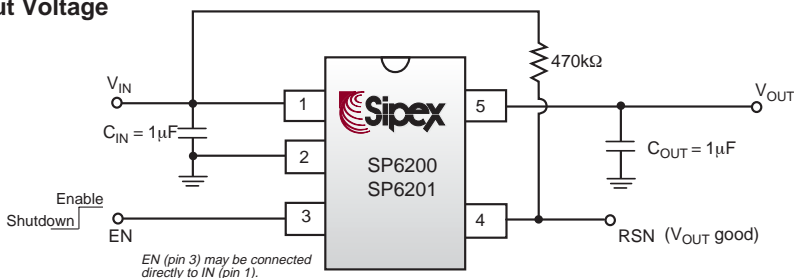 ut Voltage
470kΩ
V_IN
V_OUT
1
5
Sipex
C_IN = 1µF
C_OUT = 1µF
2
SP6200
SP6201
Enable
Shutdown
3
4
EN
RSN (V_OUT good)
EN (pin 3) may be connected
directly to IN (pin 1).